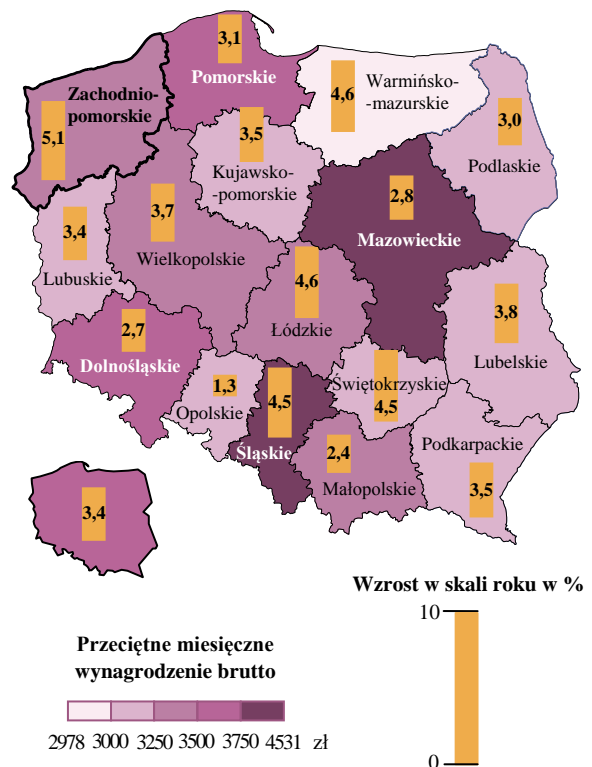 3,1
Pomorskie
Zachodnio-
pomorskie
5,1
4,6
Warmińsko-
-mazurskie
3,5
Kujawsko-
-pomorskie
3,0
Podlaskie
3,4
Lubuskie
3,7
Wielkopolskie
2,8
Mazowieckie
4,6
Łódzkie
2,7
Dolnośląskie
3,8
Lubelskie
1,3
Opolskie
4,5
Śląskie
Świętokrzyskie
4,5
2,4
Małopolskie
Podkarpackie
3,5
3,4
Wzrost w skali roku w %
10
0
Przeciętne miesięczne
wynagrodzenie brutto
2978 3000 3250 3500 3750 4531 zł